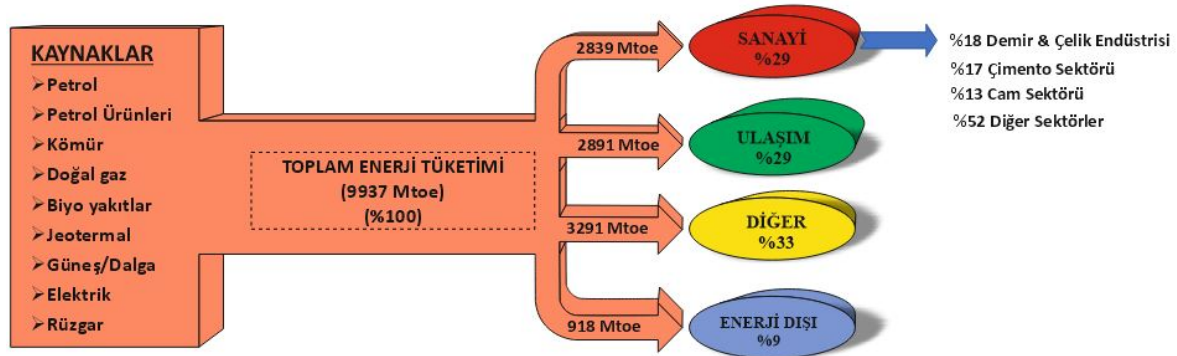 KAYNAKLAR
➢Petrol
➢Petrol Ürünleri
➢Kömür
➢Doğal gaz
➢Biyo yakıtlar
➢Jeotermal
➢Güneş/Dalga
➢Elektrik
➢Rüzgar
TOPLAM ENERJİ TÜKETİMİ
(9937 Mtoe)
(%100)
2839 Mtoe
SANAYİ
%29
%18 Demir & Çelik Endüstrisi
%17 Çimento Sektörü
%13 Cam Sektörü
%52 Diğer Sektörler
2891 Mtoe
ULAŞIM
%29
3291 Mtoe
DİĞER
%33
918 Mtoe
ENERJİ DIŞI
%9